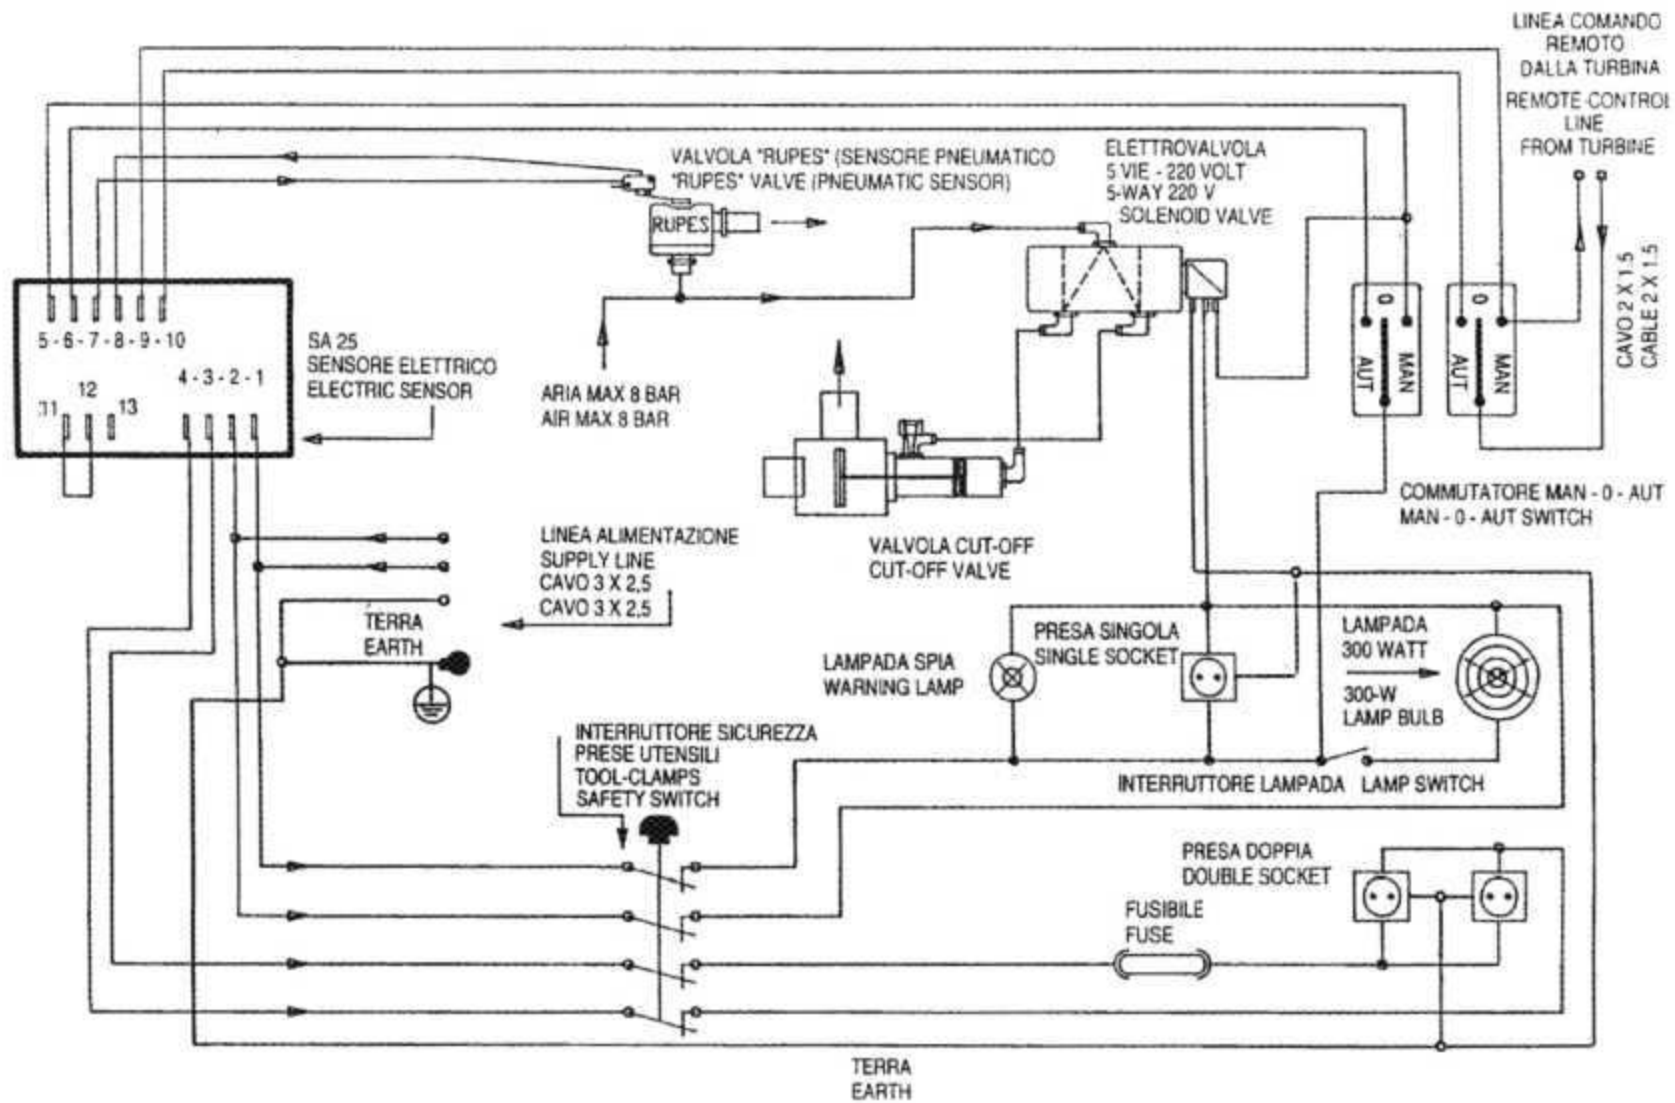 LINEA COMANDO
REMOTO
DALLA TURBINA
REMOTE-CONTROL
LINE
FROM TURBINE
VALVOLA "RUPES" (SENSORE PNEUMATICO
"RUPES" VALVE (PNEUMATIC SENSOR)
ELETTROVALVOLA
5 VIE - 220 VOLT
5-WAY 220 V
SOLENOID VALVE
RUPES
CAVO 2 X 1.5
CABLE 2 X 1.5
0
AUT
MAN
0
AUT
MAN
5 - 6 - 7 - 8 - 9 - 10
4 - 3 - 2 - 1
12
11
13
SA 25
SENSORE ELETTRICO
ELECTRIC SENSOR
ARIA MAX 8 BAR
AIR MAX 8 BAR
COMMUTATORE MAN - 0 - AUT
MAN - 0 - AUT SWITCH
VALVOLA CUT-OFF
CUT-OFF VALVE
LINEA ALIMENTAZIONE
SUPPLY LINE
CAVO 3 X 2,5
CAVO 3 X 2,5
TERRA
EARTH
PRESA SINGOLA
SINGLE SOCKET
LAMPADA SPIA
WARNING LAMP
LAMPADA
300 WATT
300-W
LAMP BULB
INTERRUTTORE SICUREZZA
PRESE UTENSILI
TOOL-CLAMPS
SAFETY SWITCH
INTERRUTTORE LAMPADA LAMP SWITCH
PRESA DOPPIA
DOUBLE SOCKET
FUSIBILE
FUSE
TERRA
EARTH